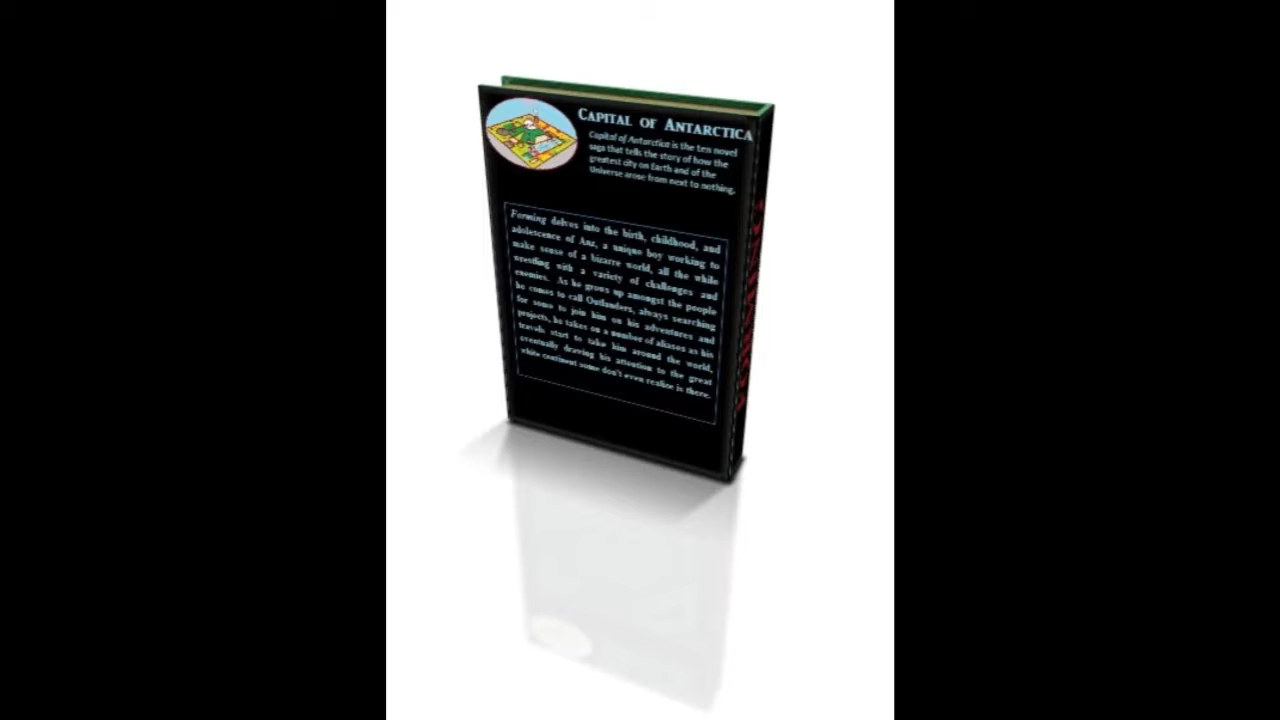 CAPITAL OF ANTARCTICA
Capital of Antarctica is the ten novel
saga that tells the story of how the
greatest city on Earth and of the
Universe arose from next to nothing.
Forming delves into the birth, childhood, and
adolescence of Anz, a unique boy working to
make sense of a bizarre world, all the while
wrestling with a variety of challenges and
enemies. As he grows up amongst the people
he comes to call Outlanders, always searching
for some to join him on his adventures and
projects, he takes on a number of aliases as his
travels start to take him around the world,
eventually drawing his attention to the great
white continent some don't even realize is there.